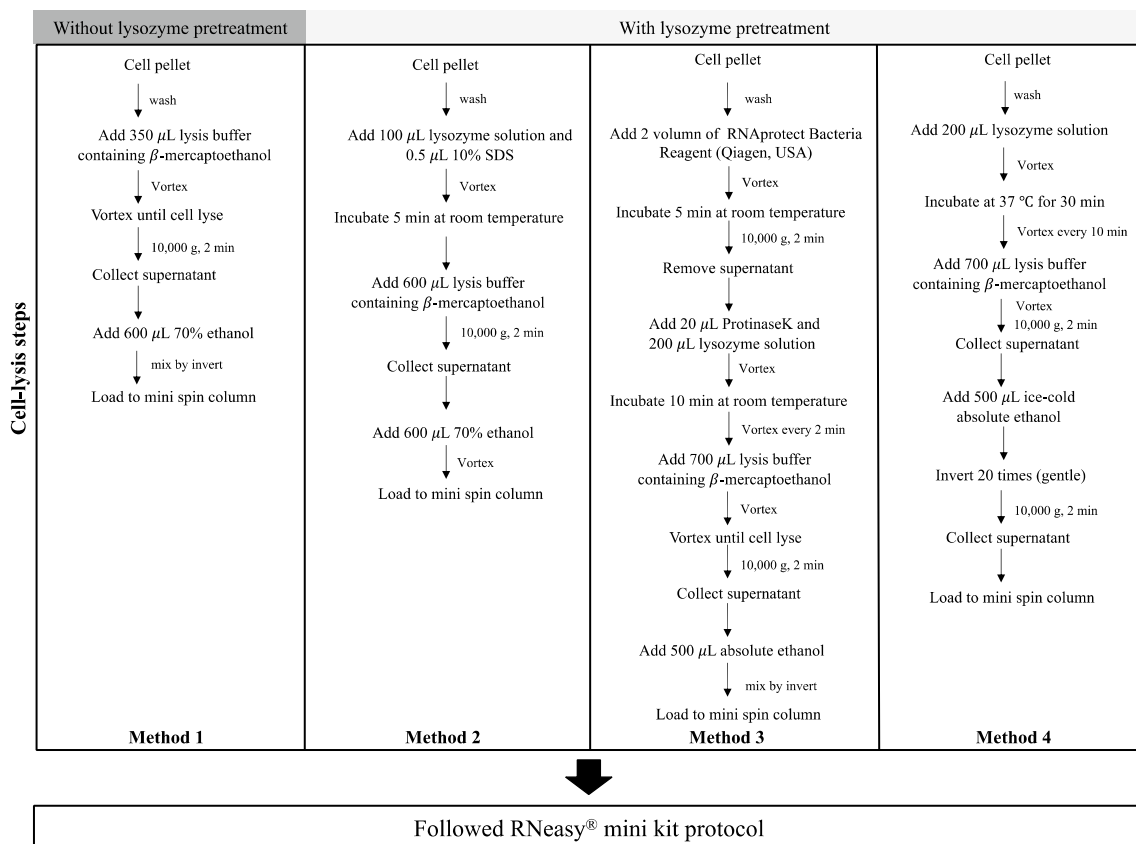 Without lysozyme pretreatment
With lysozyme pretreatment
Cell-lysis steps
Cell pellet
wash
Add 350 μL lysis buffer
containing β-mercaptoethanol
Vortex
Vortex until cell lyse
10,000 g, 2 min
Collect supernatant
Add 600 μL 70% ethanol
mix by invert
Load to mini spin column
Method 1
Cell pellet
wash
Add 100 μL lysozyme solution and
0.5 μL 10% SDS
Vortex
Incubate 5 min at room temperature
Add 600 μL lysis buffer
containing β-mercaptoethanol
10,000 g, 2 min
Collect supernatant
Add 600 μL 70% ethanol
Vortex
Load to mini spin column
Method 2
Cell pellet
wash
Add 2 volumn of RNAprotect Bacteria
Reagent (Qiagen, USA)
Vortex
Incubate 5 min at room temperature
10,000 g, 2 min
Remove supernatant
Add 20 μL ProtinaseK and
200 μL lysozyme solution
Vortex
Incubate 10 min at room temperature
Vortex every 2 min
Add 700 μL lysis buffer
containing β-mercaptoethanol
Vortex
Vortex until cell lyse
10,000 g, 2 min
Collect supernatant
Add 500 μL absolute ethanol
mix by invert
Load to mini spin column
Method 3
Cell pellet
wash
Add 200 μL lysozyme solution
Vortex
Incubate at 37 ℃ for 30 min
Vortex every 10 min
Add 700 μL lysis buffer
containing β-mercaptoethanol
Vortex
10,000 g, 2 min
Collect supernatant
Add 500 μL ice-cold
absolute ethanol
Invert 20 times (gentle)
10,000 g, 2 min
Collect supernatant
Load to mini spin column
Method 4
Followed RNeasy® mini kit protocol